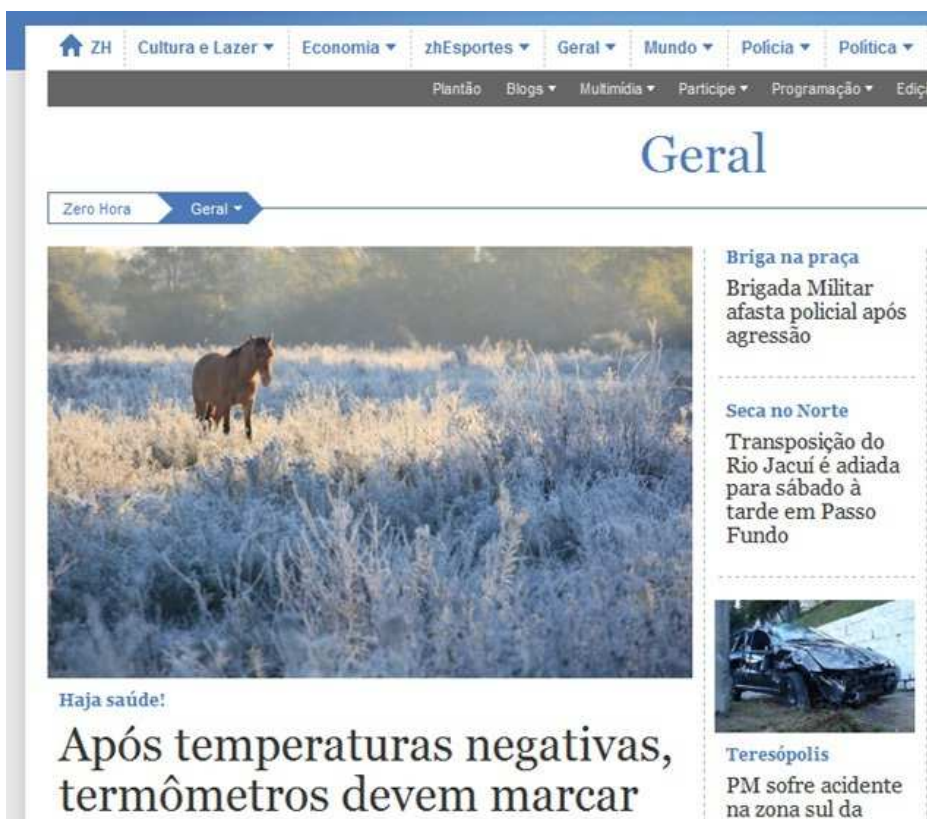 ZH Cultura e Lazer Economia zhEsportes Geral Mundo Polícia Política
Plantão Blogs Multimídia Participe Programação Ediç
Geral
Zero Hora Geral
Briga na praça
Brigada Militar
afasta policial após
agressão
Seca no Norte
Transposição do
Rio Jacuí é adiada
para sábado à
tarde em Passo
Fundo
Haja saúde!
Após temperaturas negativas,
termômetros devem marcar
Teresópolis
PM sofre acidente
na zona sul da